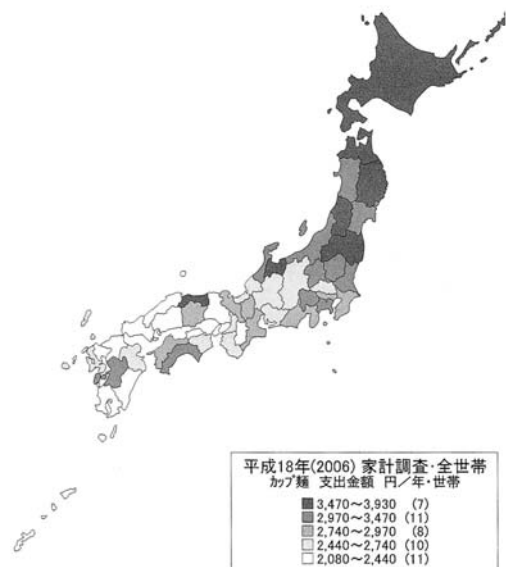 平成18年(2006) 家計調査・全世帯
カップ麺 支出金額 円/年・世帯
3,470～3,930 (7)
2,970～3,470 (11)
2,740～2,970 (8)
2,440～2,740 (10)
2,080～2,440 (11)